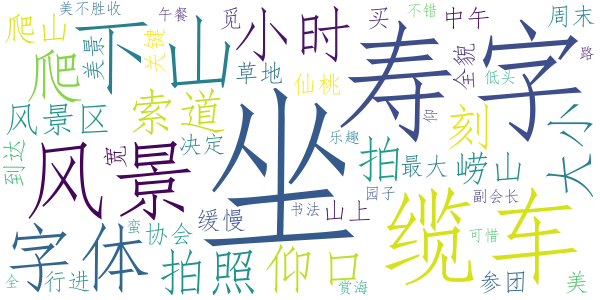 美不胜收
午餐
觅
买
不错
中午
周末
爬山
爬
美景
下山
关键
小时
草地
仙桃
寿字
全貌
低头
路
风景区
索道
决定
乐趣
仰
刻
大小
到达
风景
宽
坐
拍
最大
崂山
园子
副会长
缆车
字体
蛮
协会
缓慢
书法
山上
可惜
全
行进
拍照
仰口
赏海
参团
美